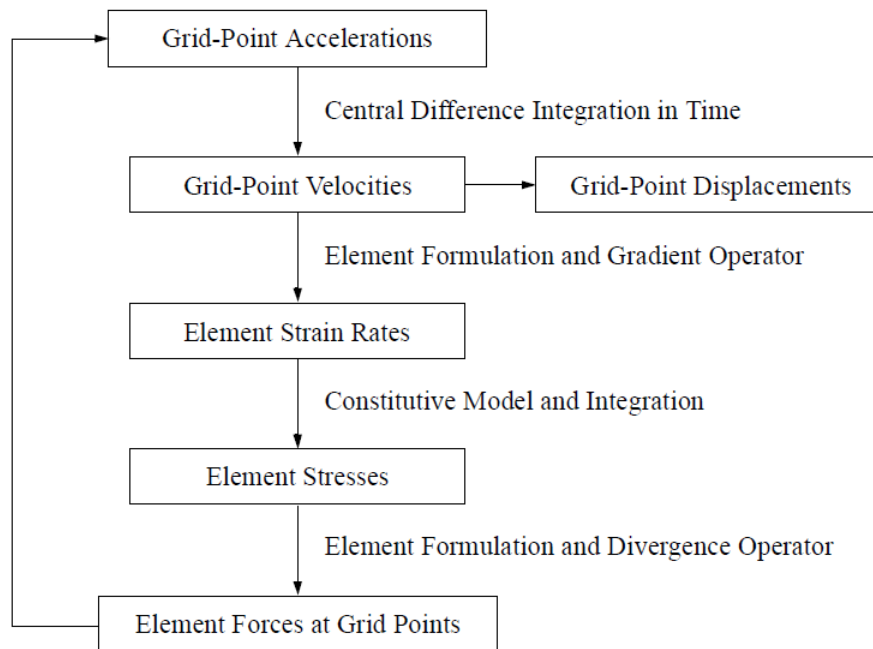 Grid-Point Accelerations
Central Difference Integration in Time
Grid-Point Velocities
Grid-Point Displacements
Element Formulation and Gradient Operator
Element Strain Rates
Constitutive Model and Integration
Element Stresses
Element Formulation and Divergence Operator
Element Forces at Grid Points